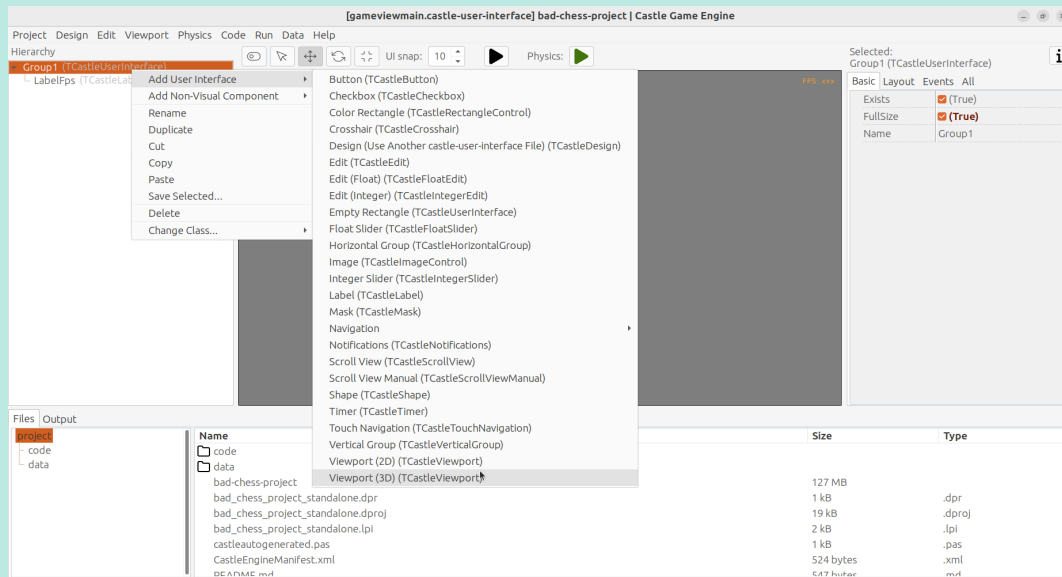 [gameviewmain.castle-user-interface] bad-chess-project | Castle Game Engine
Project Design Edit Viewport Physics Code Run Data Help
Hierarchy
Group1 (TCastleUserInterface)
LabelFps (TCastleLab
UI snap: 10
Physics:
Selected:
Group1 (TCastleUserInterface)
Basic Layout Events All
Exists (True)
FullSize (True)
Name Group1
Add User Interface
Add Non-Visual Component
Rename
Duplicate
Cut
Copy
Paste
Save Selected...
Delete
Change Class...
Button (TCastleButton)
Checkbox (TCastleCheckbox)
Color Rectangle (TCastleRectangleControl)
Crosshair (TCastleCrosshair)
Design (Use Another castle-user-interface File) (TCastleDesign)
Edit (TCastleEdit)
Edit (Float) (TCastleFloatEdit)
Edit (Integer) (TCastleIntegerEdit)
Empty Rectangle (TCastleUserInterface)
Float Slider (TCastleFloatSlider)
Horizontal Group (TCastleHorizontalGroup)
Image (TCastleImageControl)
Integer Slider (TCastleIntegerSlider)
Label (TCastleLabel)
Mask (TCastleMask)
Navigation
Notifications (TCastleNotifications)
Scroll View (TCastleScrollView)
Scroll View Manual (TCastleScrollViewManual)
Shape (TCastleShape)
Timer (TCastleTimer)
Touch Navigation (TCastleTouchNavigation)
Vertical Group (TCastleVerticalGroup)
Viewport (2D) (TCastleViewport)
Viewport (3D) (TCastleViewport)
FPS: xxx
Files Output
project
code
data
Name Size Type
code
data
bad-chess-project 127 MB
bad_chess_project_standalone.dpr 1 kB .dpr
bad_chess_project_standalone.dproj 19 kB .dproj
bad_chess_project_standalone.lpi 2 kB .lpi
castleautogenerated.pas 1 kB .pas
CastleEngineManifest.xml 524 bytes .xml
README.md 547 bytes .md